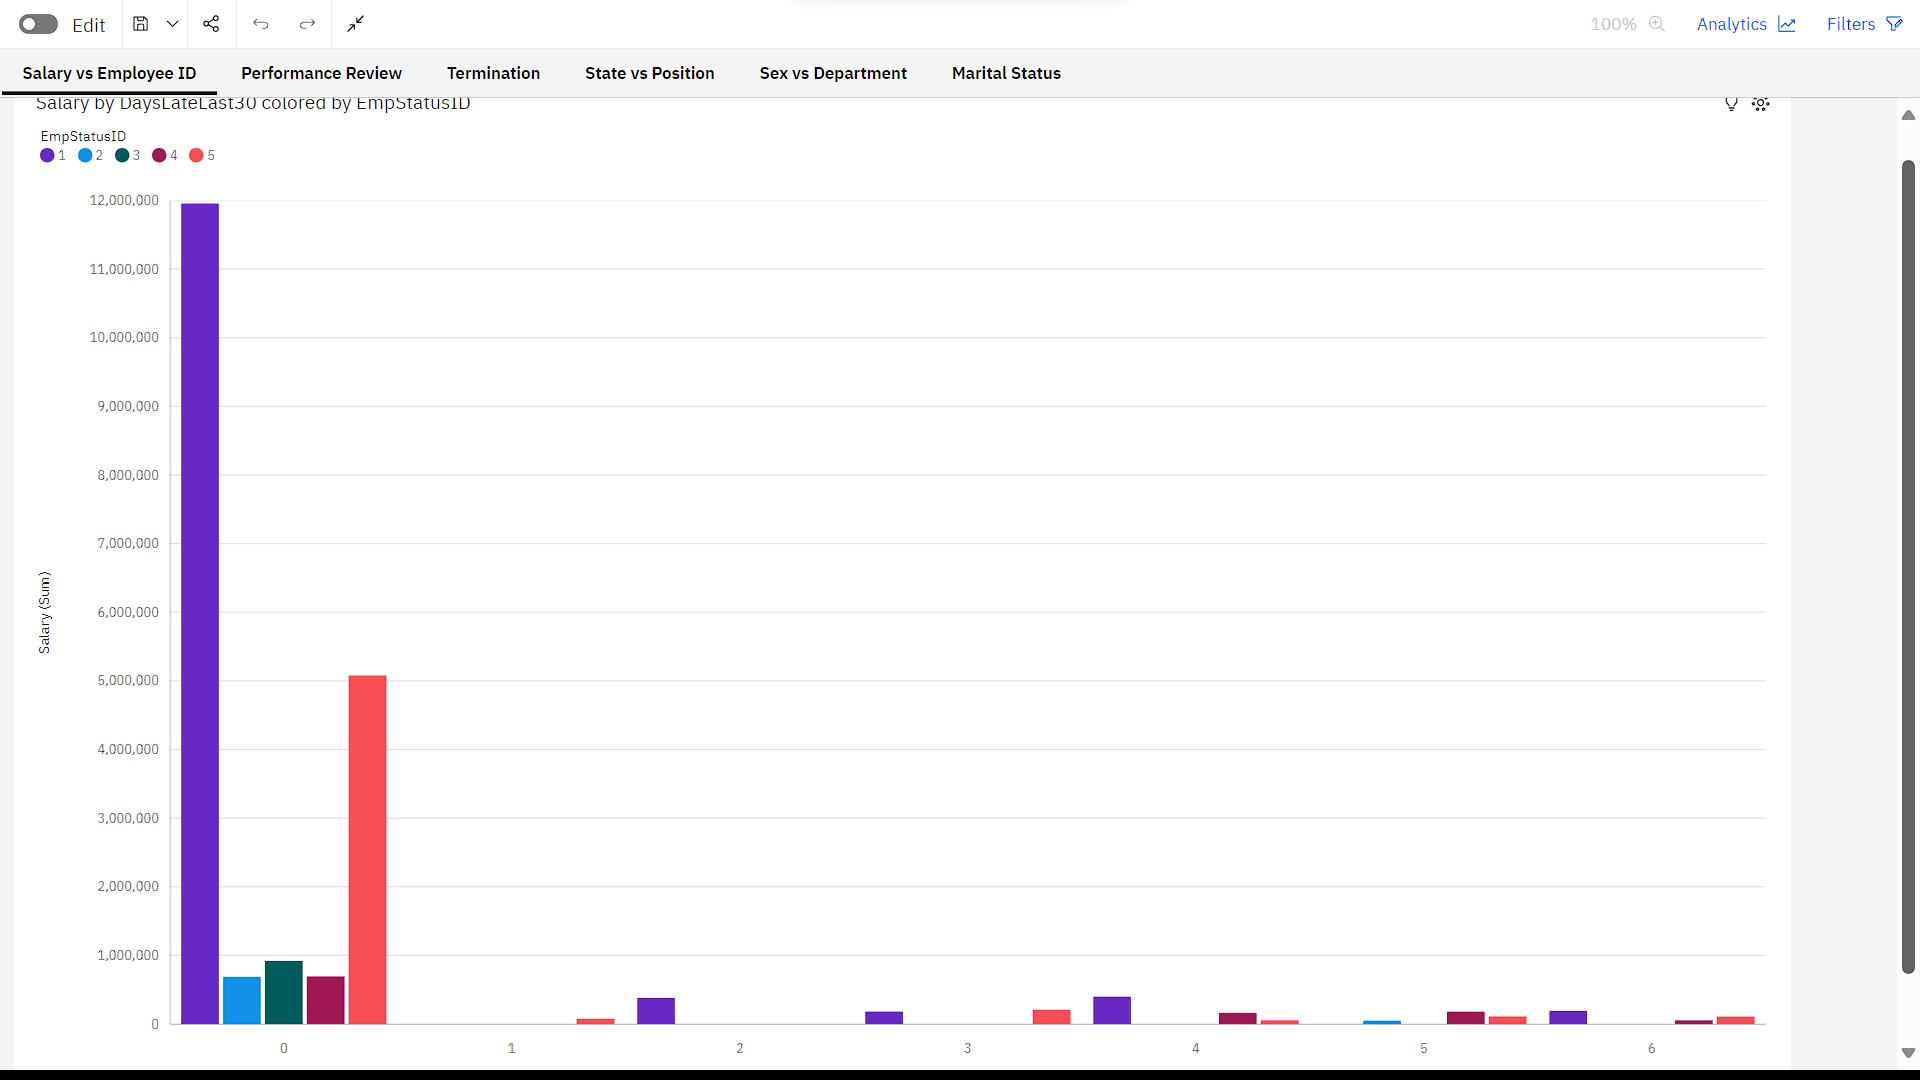 Edit
100%
Analytics
Filters
Salary vs Employee ID
Performance Review
Termination
State vs Position
Sex vs Department
Marital Status
Salary by DaysLateLast30 colored by EmpStatusID
EmpStatusID
1 2 3 4 5
12,000,000
11,000,000
10,000,000
9,000,000
8,000,000
7,000,000
6,000,000
5,000,000
4,000,000
3,000,000
2,000,000
1,000,000
0
Salary (Sum)
0 1 2 3 4 5 6